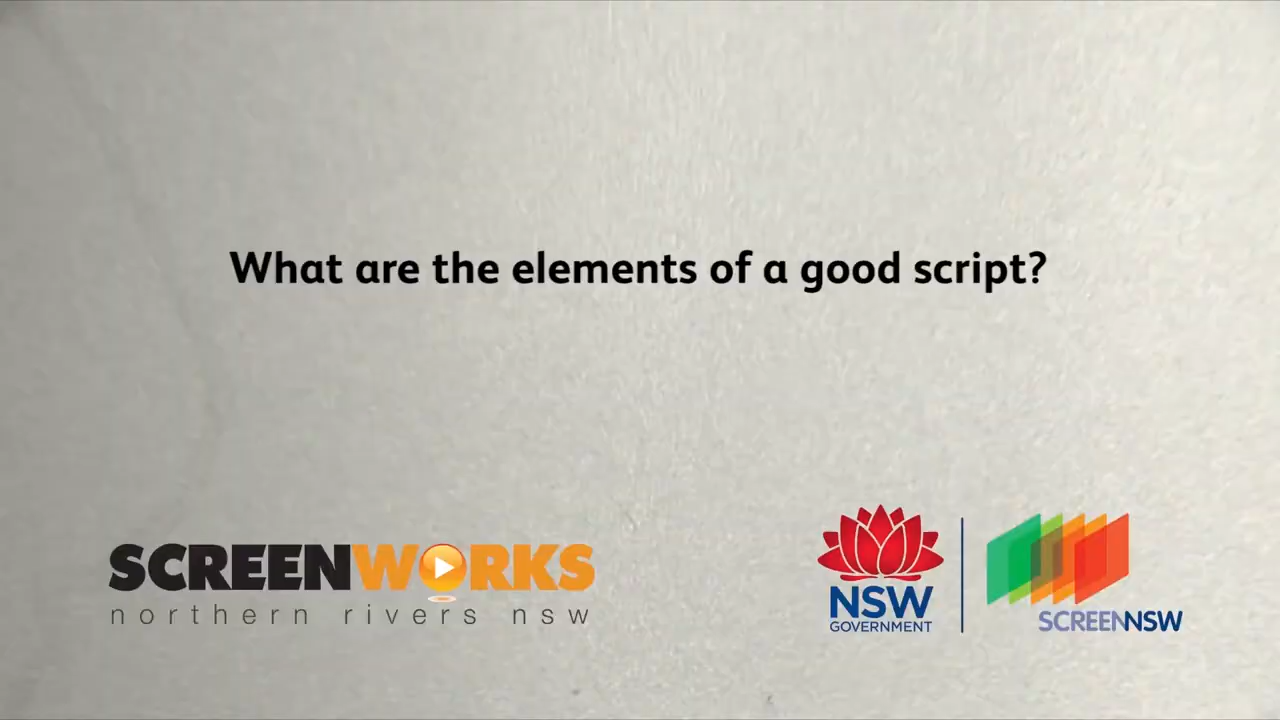 What are the elements of a good script?
SCREENWORKS
northern rivers nsw
NSW
GOVERNMENT
SCREENNSW